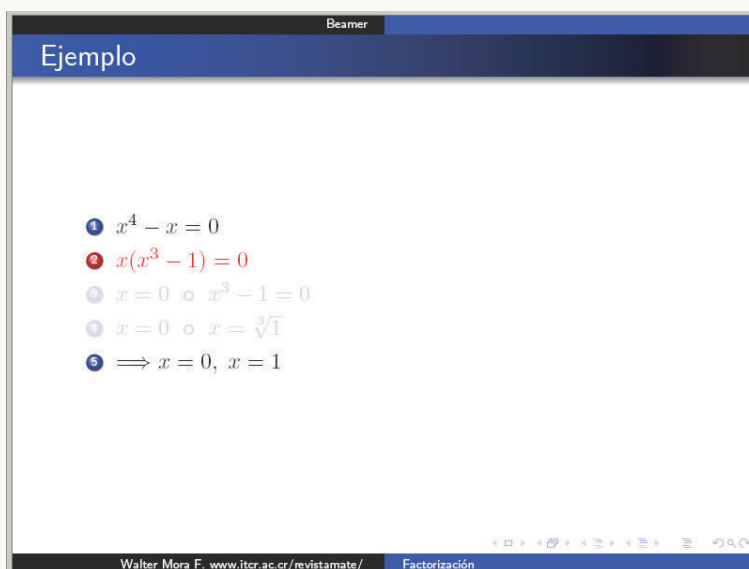 Beamer
Ejemplo
1 x⁴ − x = 0
2 x(x³ − 1) = 0
3 x = 0 o x³ − 1 = 0
4 x = 0 o x = ∛1
5 ⟹ x = 0, x = 1
Walter Mora F. www.itcr.ac.cr/revistamate/ Factorización